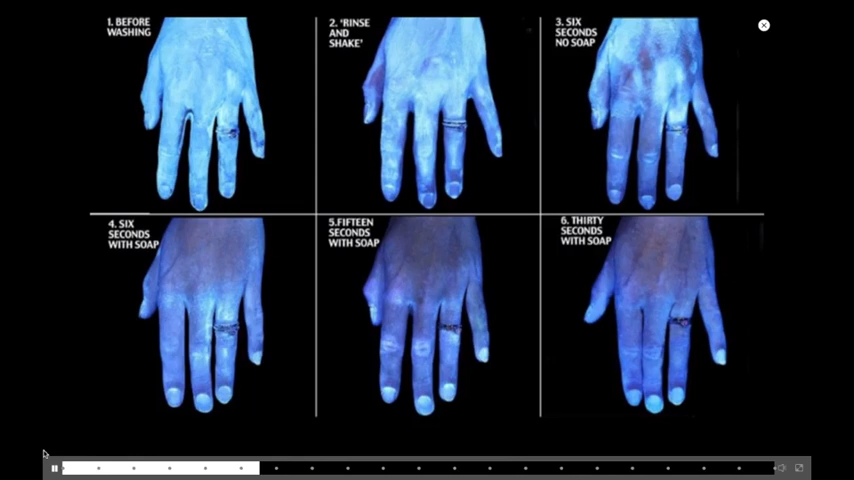 1. BEFORE
WASHING
2. 'RINSE
AND
SHAKE'
3. SIX
SECONDS
NO SOAP
4. SIX
SECONDS
WITH SOAP
5.FIFTEEN
SECONDS
WITH SOAP
6. THIRTY
SECONDS
WITH SOAP